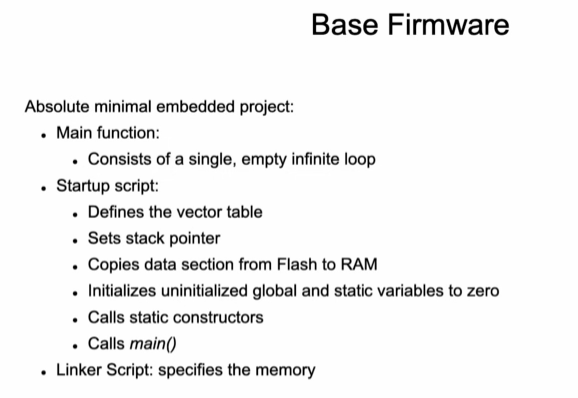 Base Firmware
Absolute minimal embedded project:
• Main function:
• Consists of a single, empty infinite loop
• Startup script:
• Defines the vector table
• Sets stack pointer
• Copies data section from Flash to RAM
• Initializes uninitialized global and static variables to zero
• Calls static constructors
• Calls main()
• Linker Script: specifies the memory